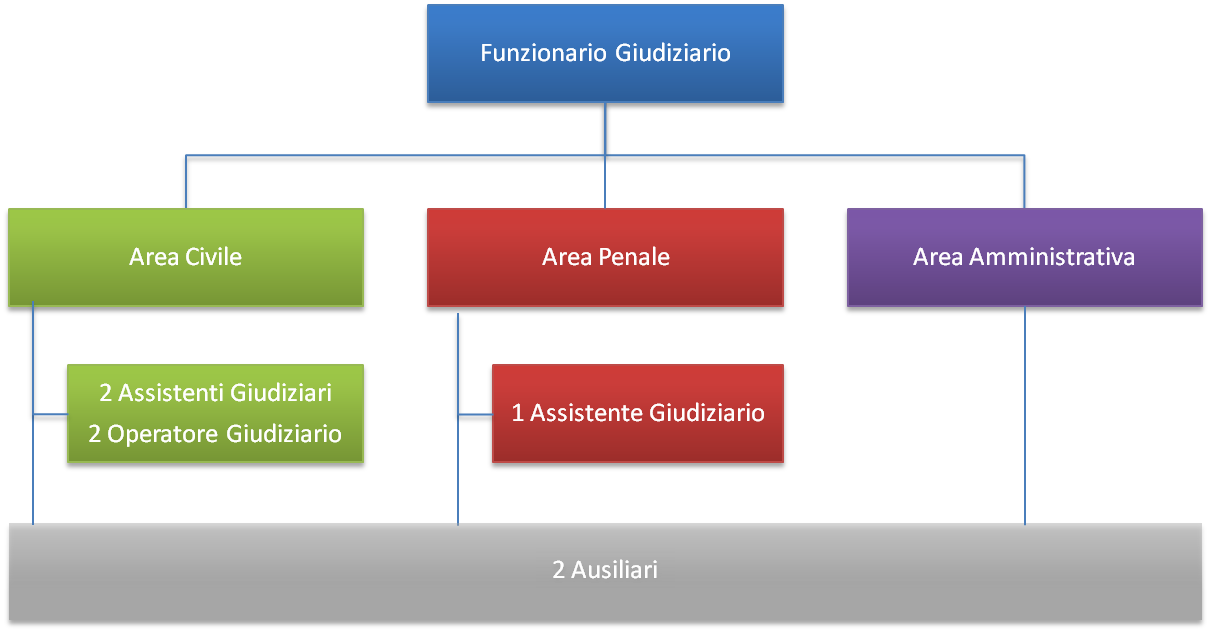 Funzionario Giudiziario
Area Civile
Area Penale
Area Amministrativa
2 Assistenti Giudiziari
2 Operatore Giudiziario
1 Assistente Giudiziario
2 Ausiliari